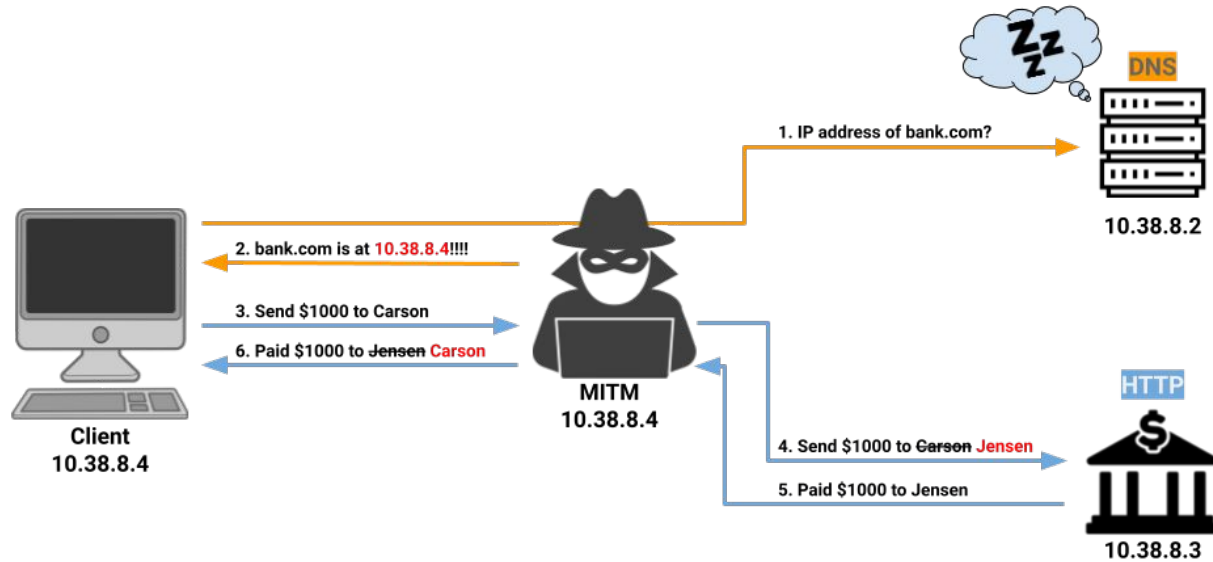 Zzz
DNS
1. IP address of bank.com?
10.38.8.2
2. bank.com is at 10.38.8.4!!!!
3. Send $1000 to Carson
6. Paid $1000 to Jensen Carson
MITM
10.38.8.4
Client
10.38.8.4
HTTP
$
4. Send $1000 to Carson Jensen
5. Paid $1000 to Jensen
10.38.8.3